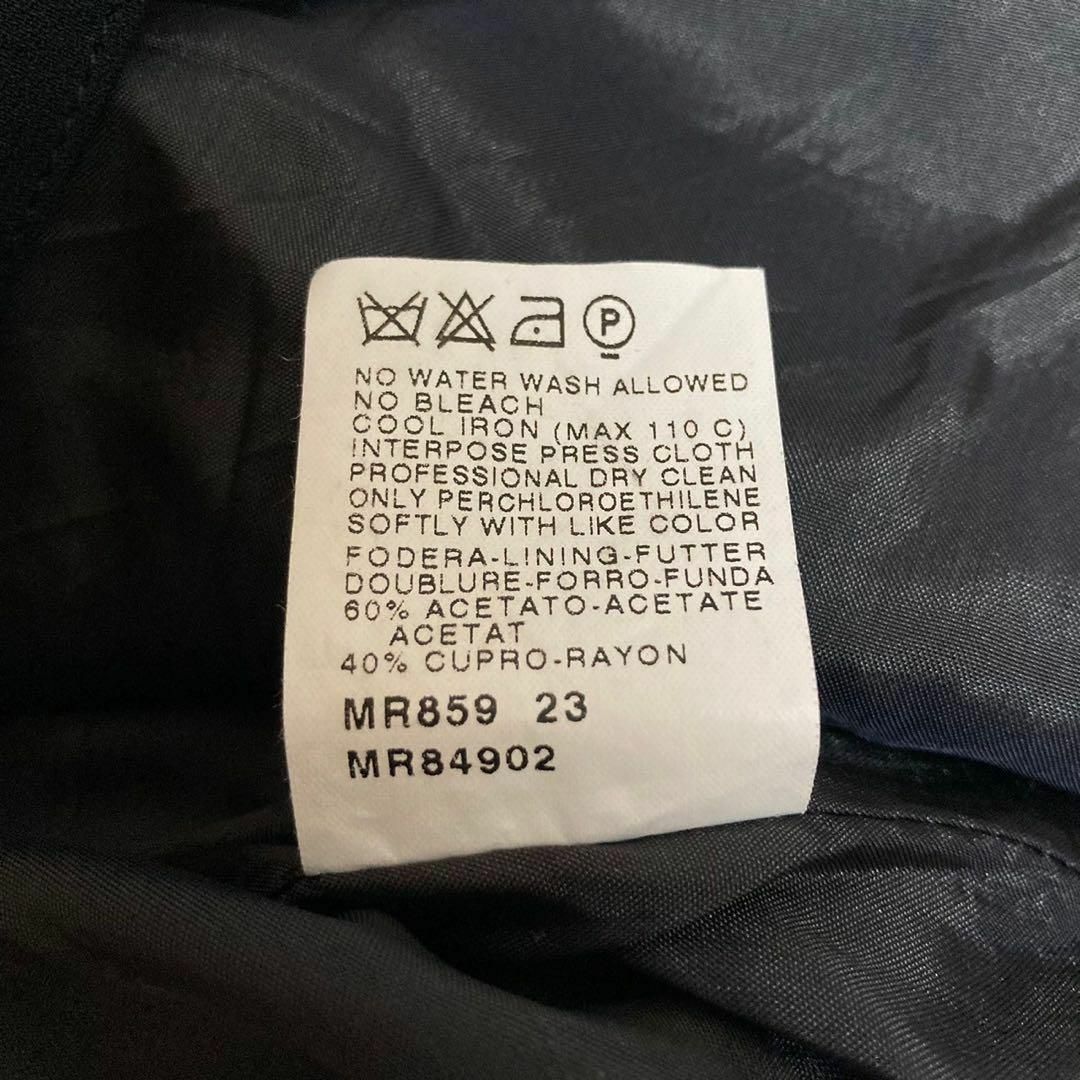 P
NO WATER WASH ALLOWED
NO BLEACH
COOL IRON (MAX 110 C)
INTERPOSE PRESS CLOTH
PROFESSIONAL DRY CLEAN
ONLY PERCHLOROETHILENE
SOFTLY WITH LIKE COLOR
FODERA-LINING-FUTTER
DOUBLURE-FORRO-FUNDA
60% ACETATO-ACETATE
ACETAT
40% CUPRO-RAYON
MR859 23
MR84902